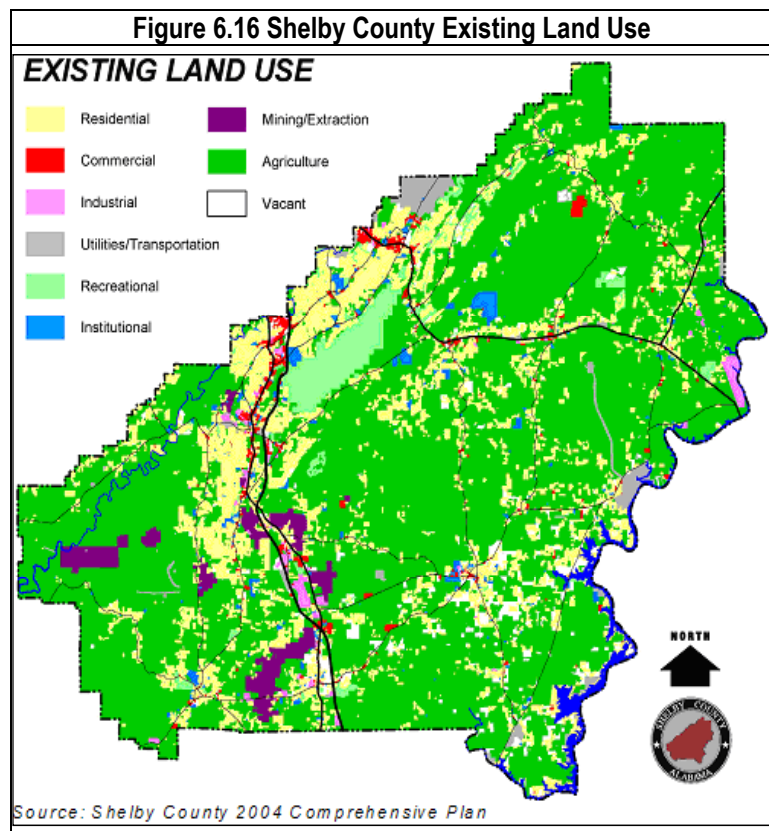 Figure 6.16 Shelby County Existing Land Use
EXISTING LAND USE
Residential
Commercial
Industrial
Utilities/Transportation
Recreational
Institutional
Mining/Extraction
Agriculture
Vacant
NORTH
SHELBY COUNTY
ALABAMA
Source: Shelby County 2004 Comprehensive Plan